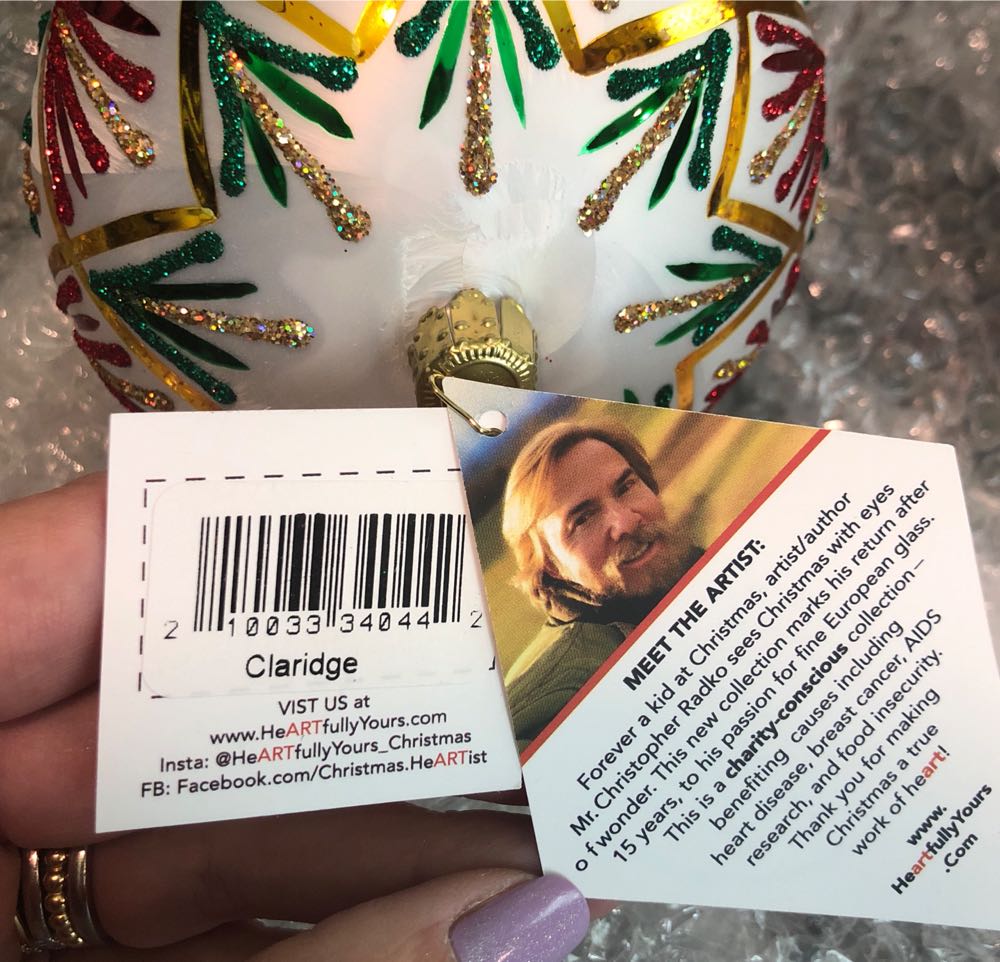 2 10033 34044 2
Claridge
VIST US at
www.HeARTfullyYours.com
Insta: @HeARTfullyYours_Christmas
FB: Facebook.com/Christmas.HeARTist
MEET THE ARTIST:
Forever a kid at Christmas, artist/author
Mr. Christopher Radko sees Christmas with eyes
of wonder. This new collection marks his return after
15 years, to his passion for fine European glass.
This is a charity-conscious collection–
benefiting causes including
heart disease, breast cancer, AIDS
research, and food insecurity.
Thank you for making
Christmas a true
work of heart!
www.
HeartfullyYours
.Com